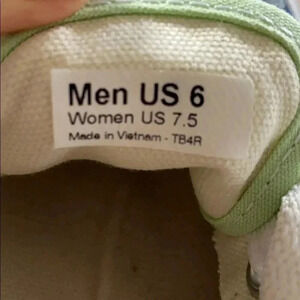 Men US 6
Women US 7.5
Made in Vietnam - TB4R